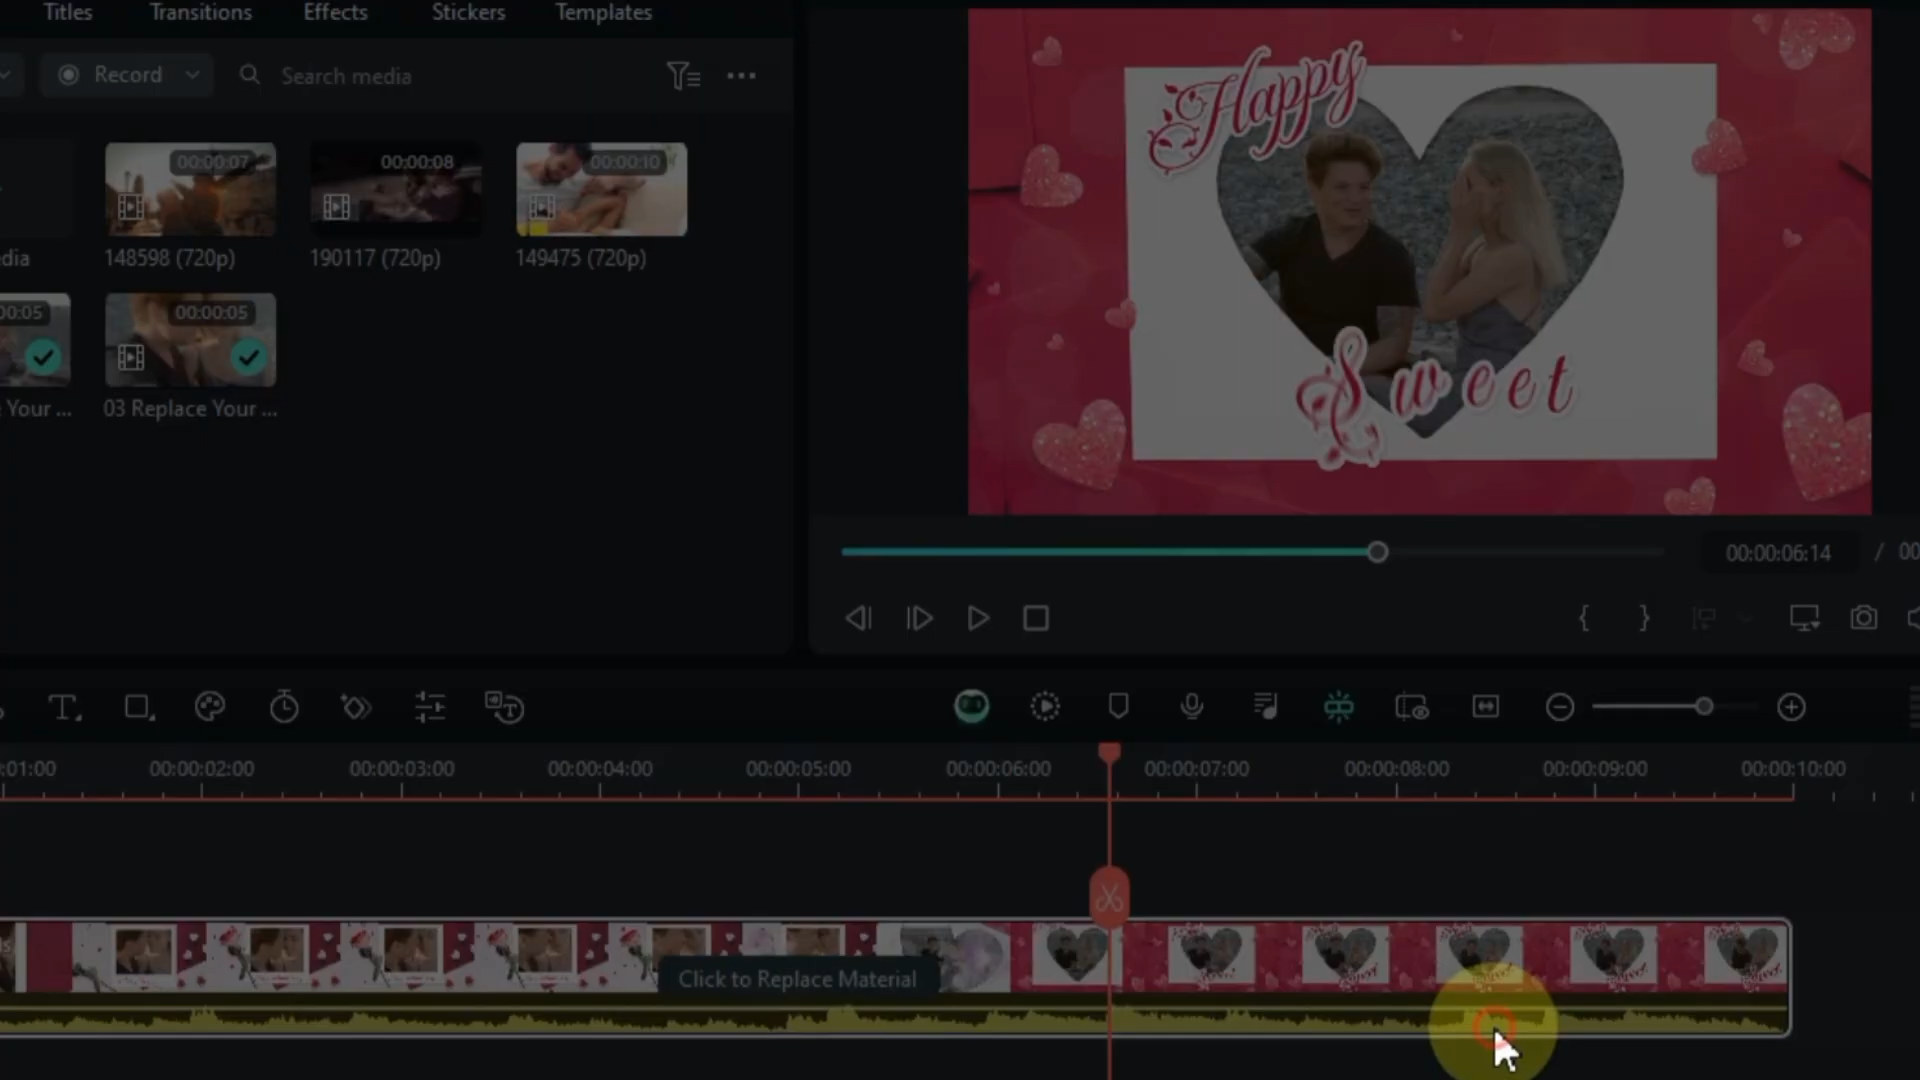 Titles Transitions Effects Stickers Templates
Record Search media
00:00:07 00:00:08 00:00:10
dia 148598 (720p) 190117 (720p) 149475 (720p)
00:05 00:00:05
Your ... 03 Replace Your ...
Happy
Sweet
00:00:06:14 / 00
:01:00 00:00:02:00 00:00:03:00 00:00:04:00 00:00:05:00 00:00:06:00 00:00:07:00 00:00:08:00 00:00:09:00 00:00:10:00
Click to Replace Material